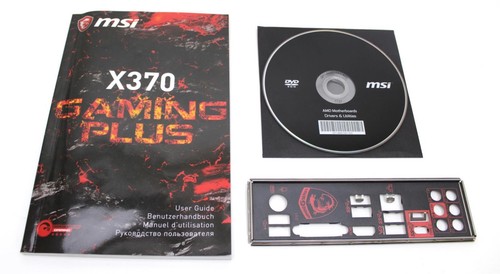 msi
X370
GAMING
PLUS
User Guide
Benutzerhandbuch
Manuel d'utilisation
Руководство пользователя
DVD
msi
AMD Motherboards
Drivers & Utilities